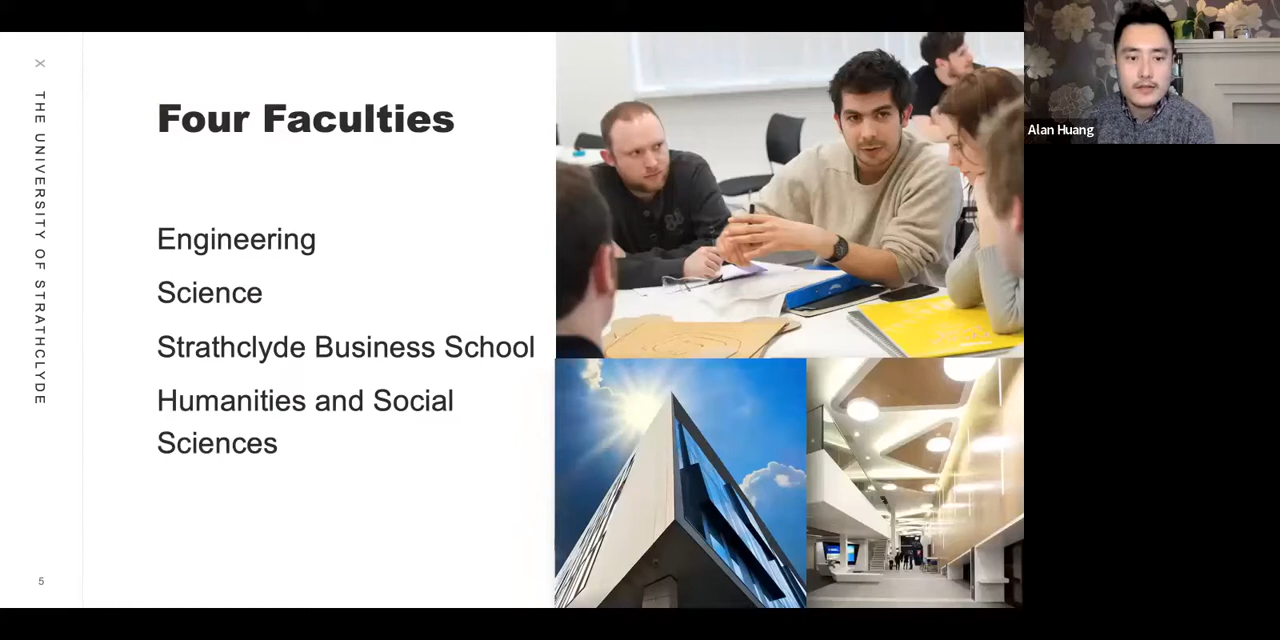 X THE UNIVERSITY OF STRATHCLYDE
Four Faculties
Engineering
Science
Strathclyde Business School
Humanities and Social
Sciences
5
Alan Huang